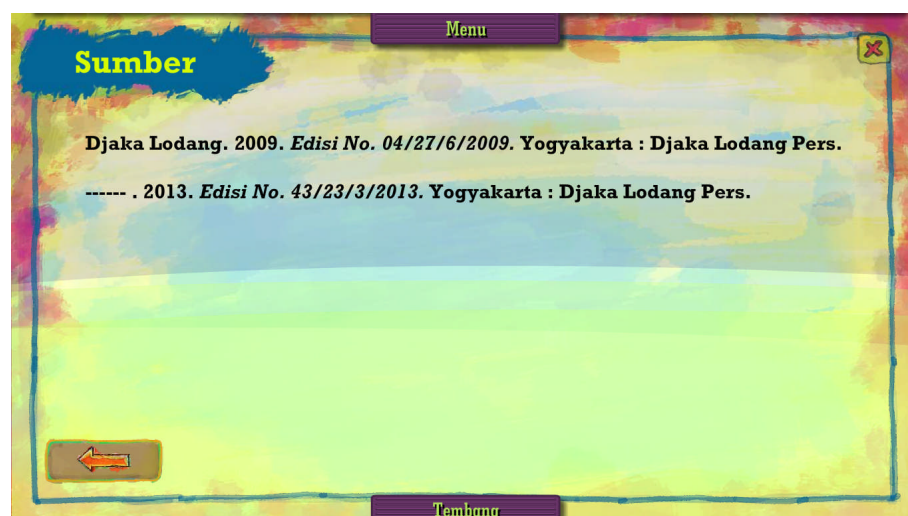 Menu
Sumber
Djaka Lodang. 2009. Edisi No. 04/27/6/2009. Yogyakarta : Djaka Lodang Pers.
------ . 2013. Edisi No. 43/23/3/2013. Yogyakarta : Djaka Lodang Pers.
Tembang